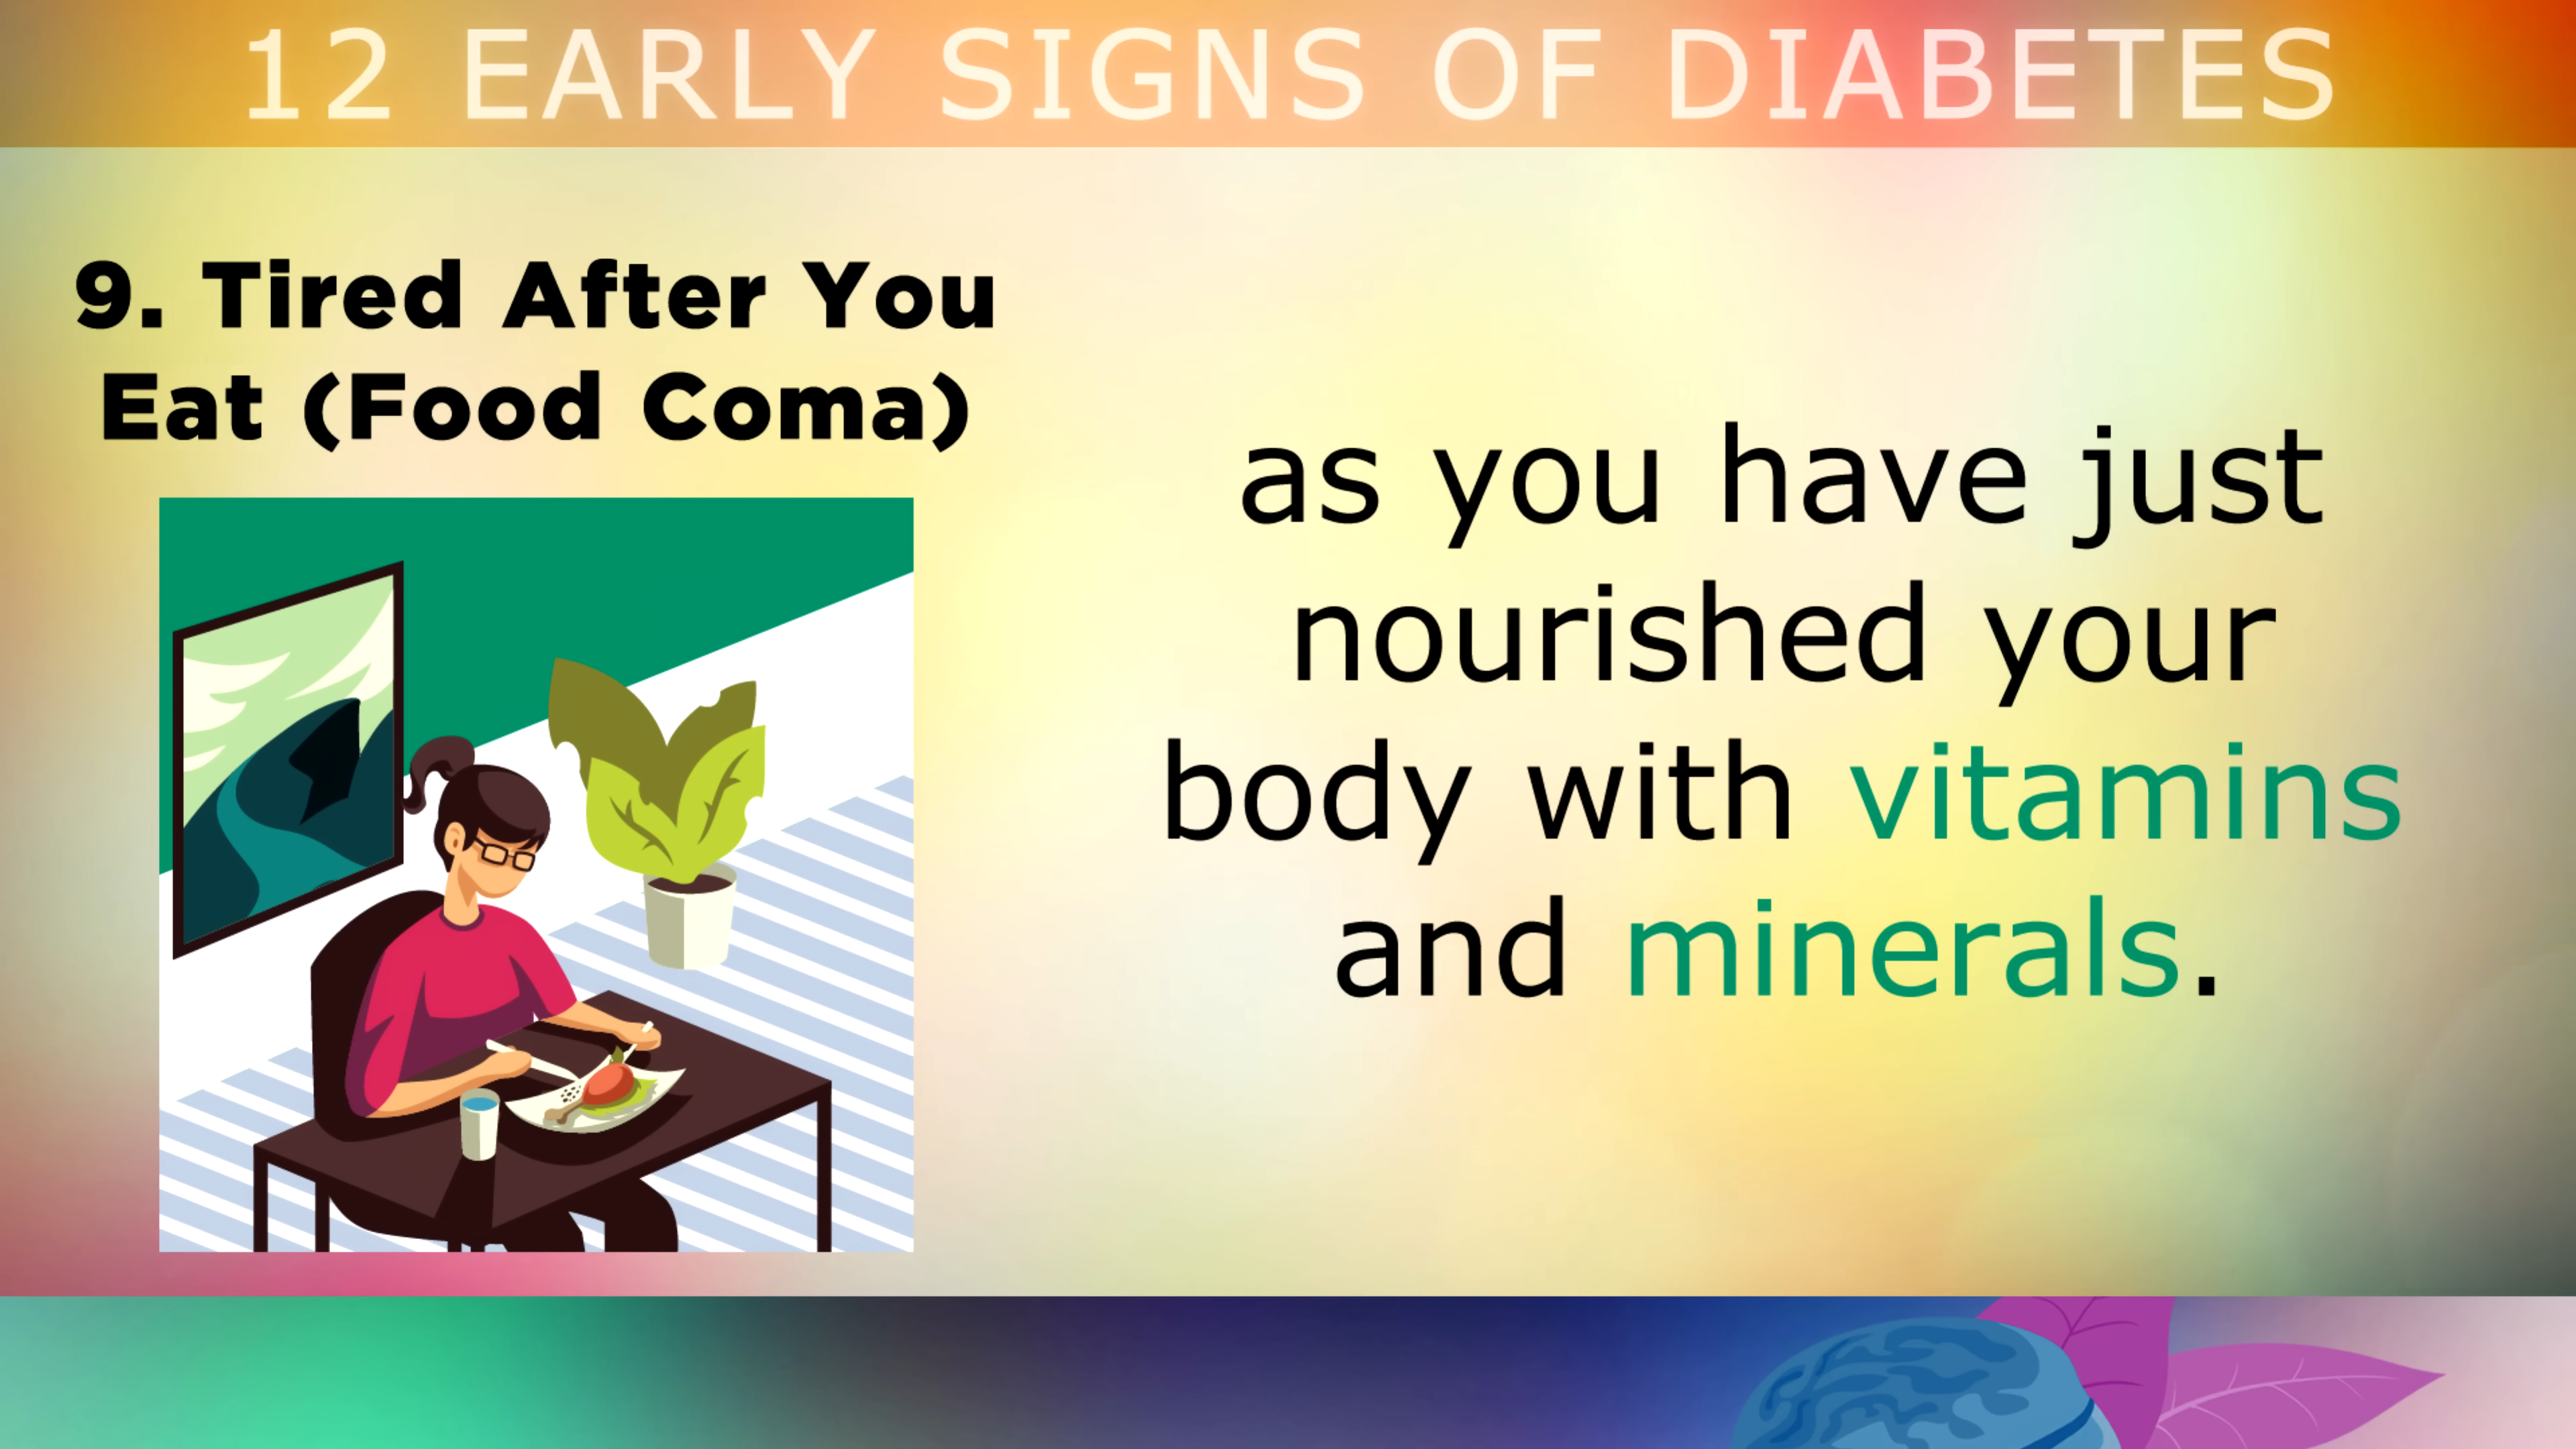 12 EARLY SIGNS OF DIABETES
9. Tired After You
Eat (Food Coma)
as you have just
nourished your
body with vitamins
and minerals.